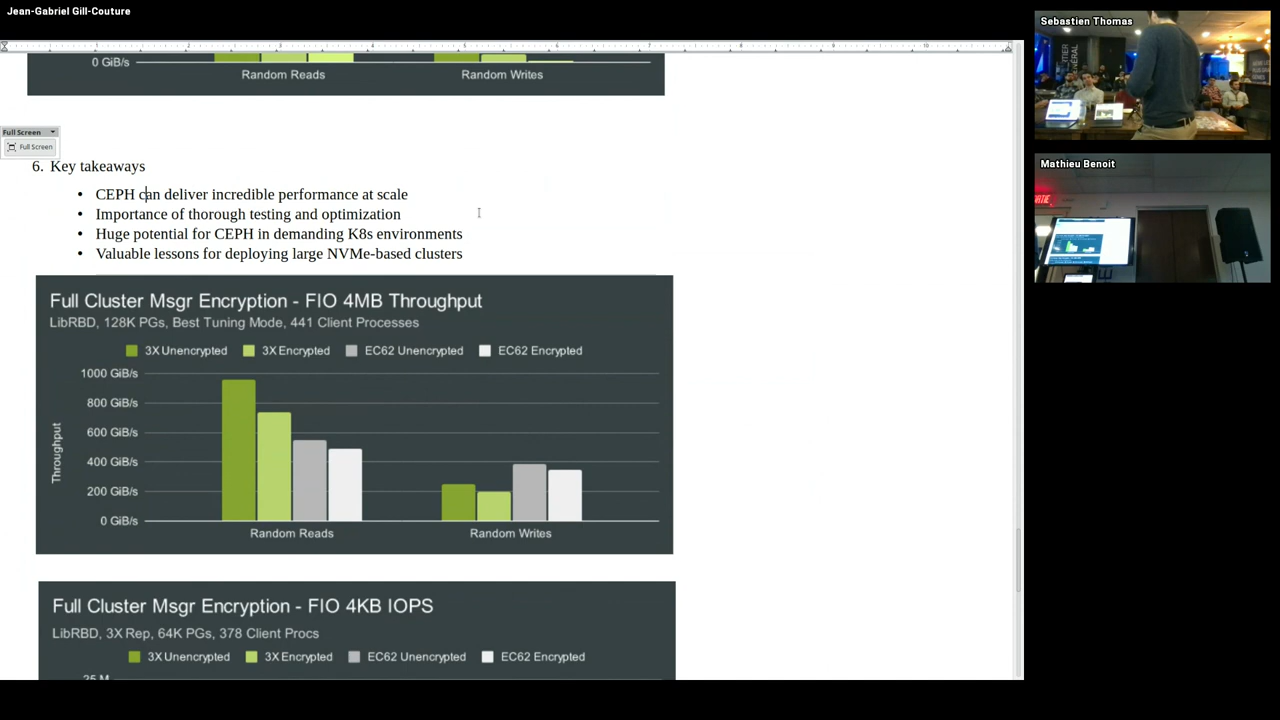 Jean-Gabriel Gill-Couture
Sebastien Thomas
Mathieu Benoit
0 GiB/s
Random Reads
Random Writes
Full Screen
Full Screen
6. Key takeaways
• CEPH can deliver incredible performance at scale
• Importance of thorough testing and optimization
• Huge potential for CEPH in demanding K8s environments
• Valuable lessons for deploying large NVMe-based clusters
Full Cluster Msgr Encryption - FIO 4MB Throughput
LibRBD, 128K PGs, Best Tuning Mode, 441 Client Processes
3X Unencrypted 3X Encrypted EC62 Unencrypted EC62 Encrypted
Throughput
1000 GiB/s
800 GiB/s
600 GiB/s
400 GiB/s
200 GiB/s
0 GiB/s
Random Reads
Random Writes
Full Cluster Msgr Encryption - FIO 4KB IOPS
LibRBD, 3X Rep, 64K PGs, 378 Client Procs
3X Unencrypted 3X Encrypted EC62 Unencrypted EC62 Encrypted
25 M